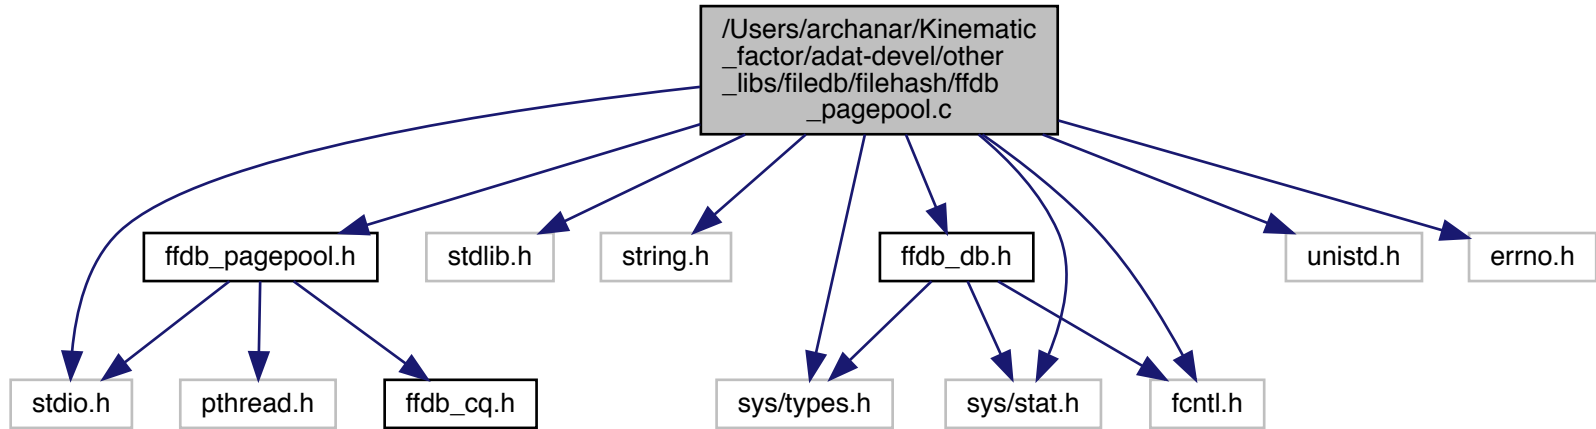 /Users/archanar/Kinematic
_factor/adat-devel/other
_libs/filedb/filehash/ffdb
_pagepool.c
ffdb_pagepool.h
stdlib.h
string.h
ffdb_db.h
unistd.h
errno.h
stdio.h
pthread.h
ffdb_cq.h
sys/types.h
sys/stat.h
fcntl.h